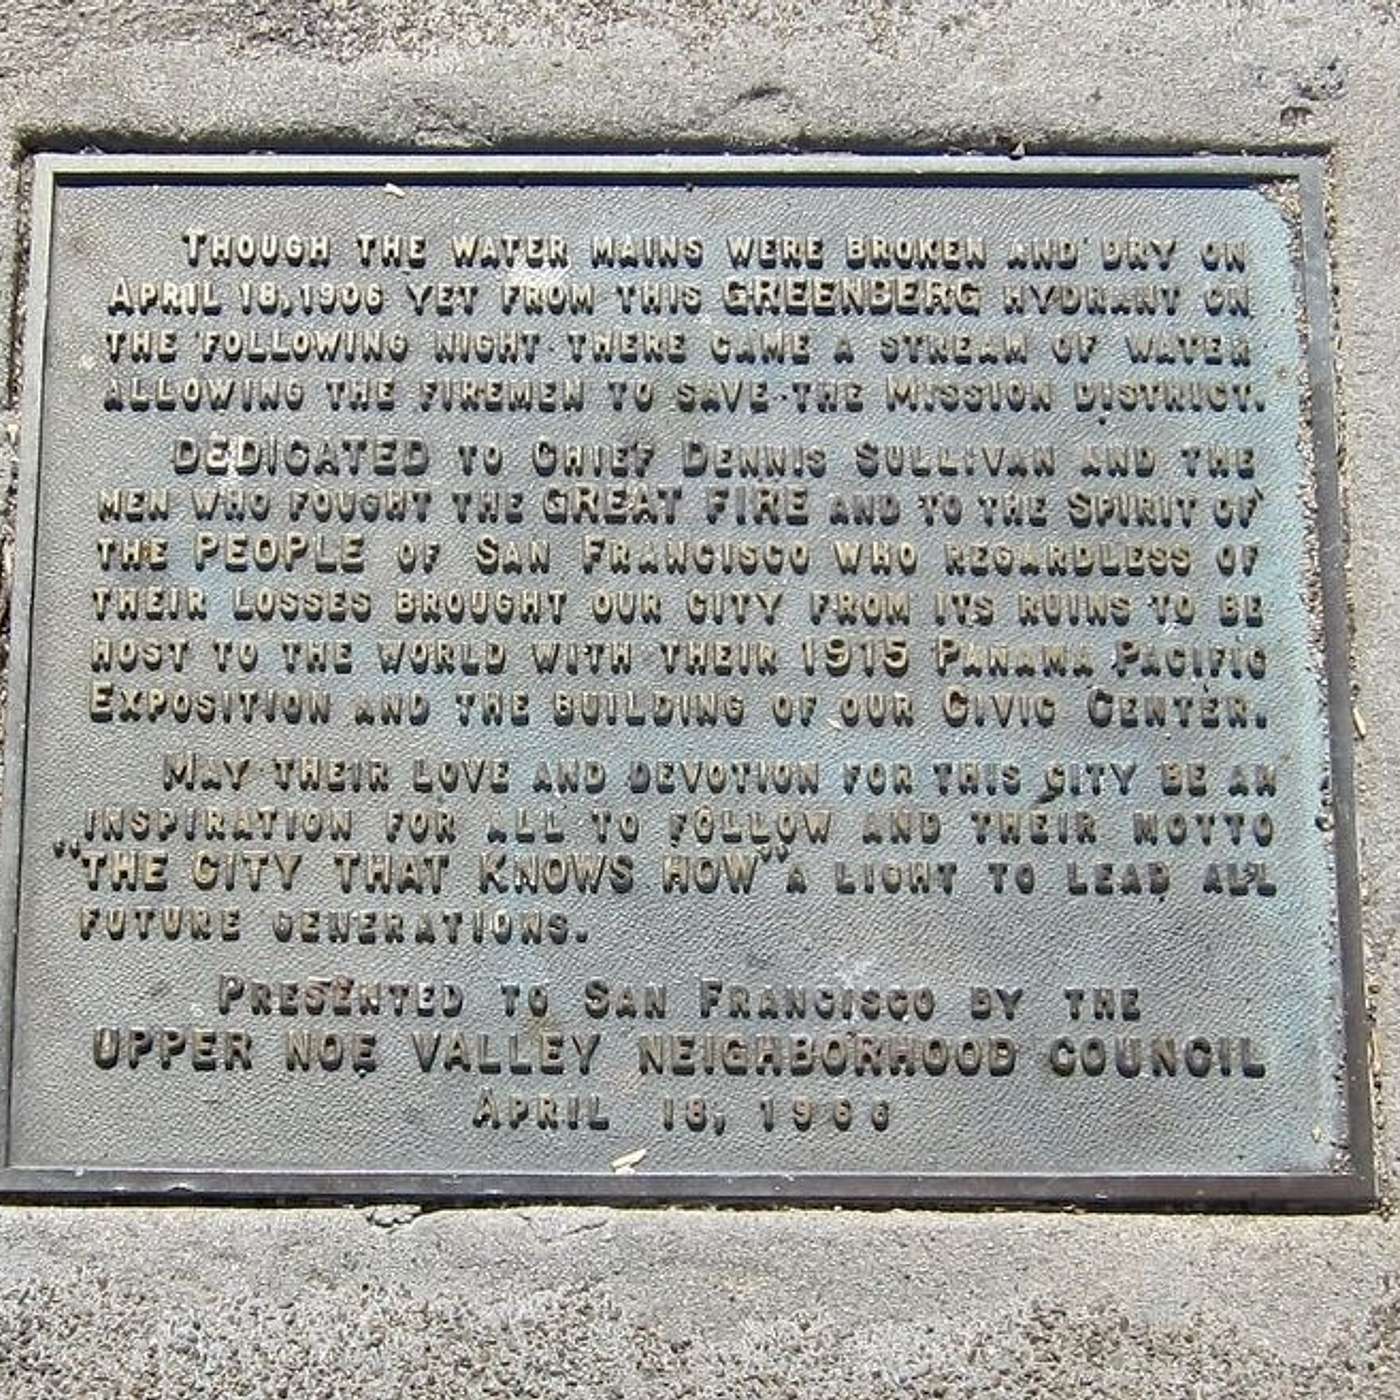 THOUGH THE WATER MAINS WERE BROKEN AND DRY ON
APRIL 18, 1906 YET FROM THIS GREENBERG HYDRANT ON
THE FOLLOWING NIGHT THERE CAME A STREAM OF WATER
ALLOWING THE FIREMEN TO SAVE THE MISSION DISTRICT.
DEDICATED TO CHIEF DENNIS SULLIVAN AND THE
MEN WHO FOUGHT THE GREAT FIRE AND TO THE SPIRIT OF
THE PEOPLE OF SAN FRANCISCO WHO REGARDLESS OF
THEIR LOSSES BROUGHT OUR CITY FROM ITS RUINS TO BE
HOST TO THE WORLD WITH THEIR 1915 PANAMA PACIFIC
EXPOSITION AND THE BUILDING OF OUR CIVIC CENTER.
MAY THEIR LOVE AND DEVOTION FOR THIS CITY BE AN
INSPIRATION FOR ALL TO FOLLOW AND THEIR MOTTO
"THE CITY THAT KNOWS HOW" A LIGHT TO LEAD ALL
FUTURE GENERATIONS.
PRESENTED TO SAN FRANCISCO BY THE
UPPER NOE VALLEY NEIGHBORHOOD COUNCIL
APRIL 18, 1966